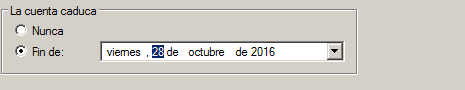 La cuenta caduca
Nunca
Fin de: viernes , 28 de octubre de 2016